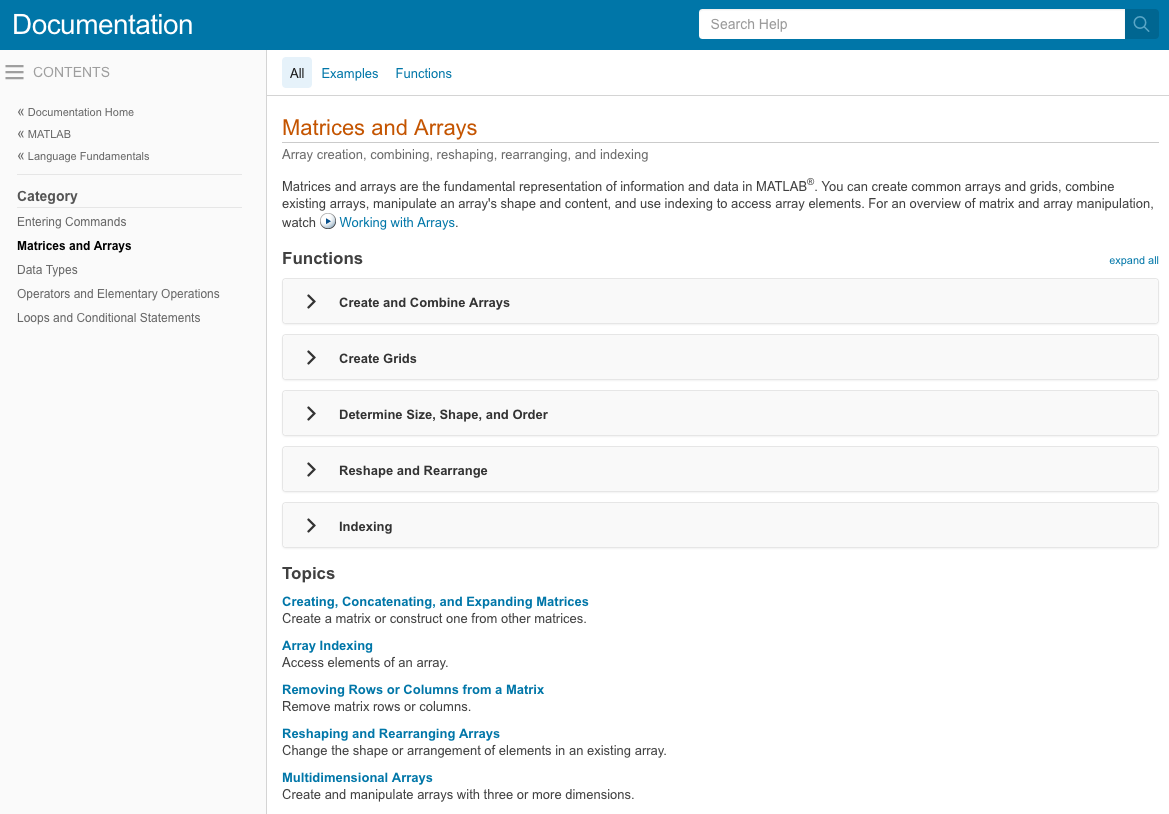 Documentation
Search Help
CONTENTS
« Documentation Home
« MATLAB
« Language Fundamentals
Category
Entering Commands
Matrices and Arrays
Data Types
Operators and Elementary Operations
Loops and Conditional Statements
All Examples Functions
Matrices and Arrays
Array creation, combining, reshaping, rearranging, and indexing
Matrices and arrays are the fundamental representation of information and data in MATLAB®. You can create common arrays and grids, combine
existing arrays, manipulate an array's shape and content, and use indexing to access array elements. For an overview of matrix and array manipulation,
watch Working with Arrays.
Functions
expand all
Create and Combine Arrays
Create Grids
Determine Size, Shape, and Order
Reshape and Rearrange
Indexing
Topics
Creating, Concatenating, and Expanding Matrices
Create a matrix or construct one from other matrices.
Array Indexing
Access elements of an array.
Removing Rows or Columns from a Matrix
Remove matrix rows or columns.
Reshaping and Rearranging Arrays
Change the shape or arrangement of elements in an existing array.
Multidimensional Arrays
Create and manipulate arrays with three or more dimensions.